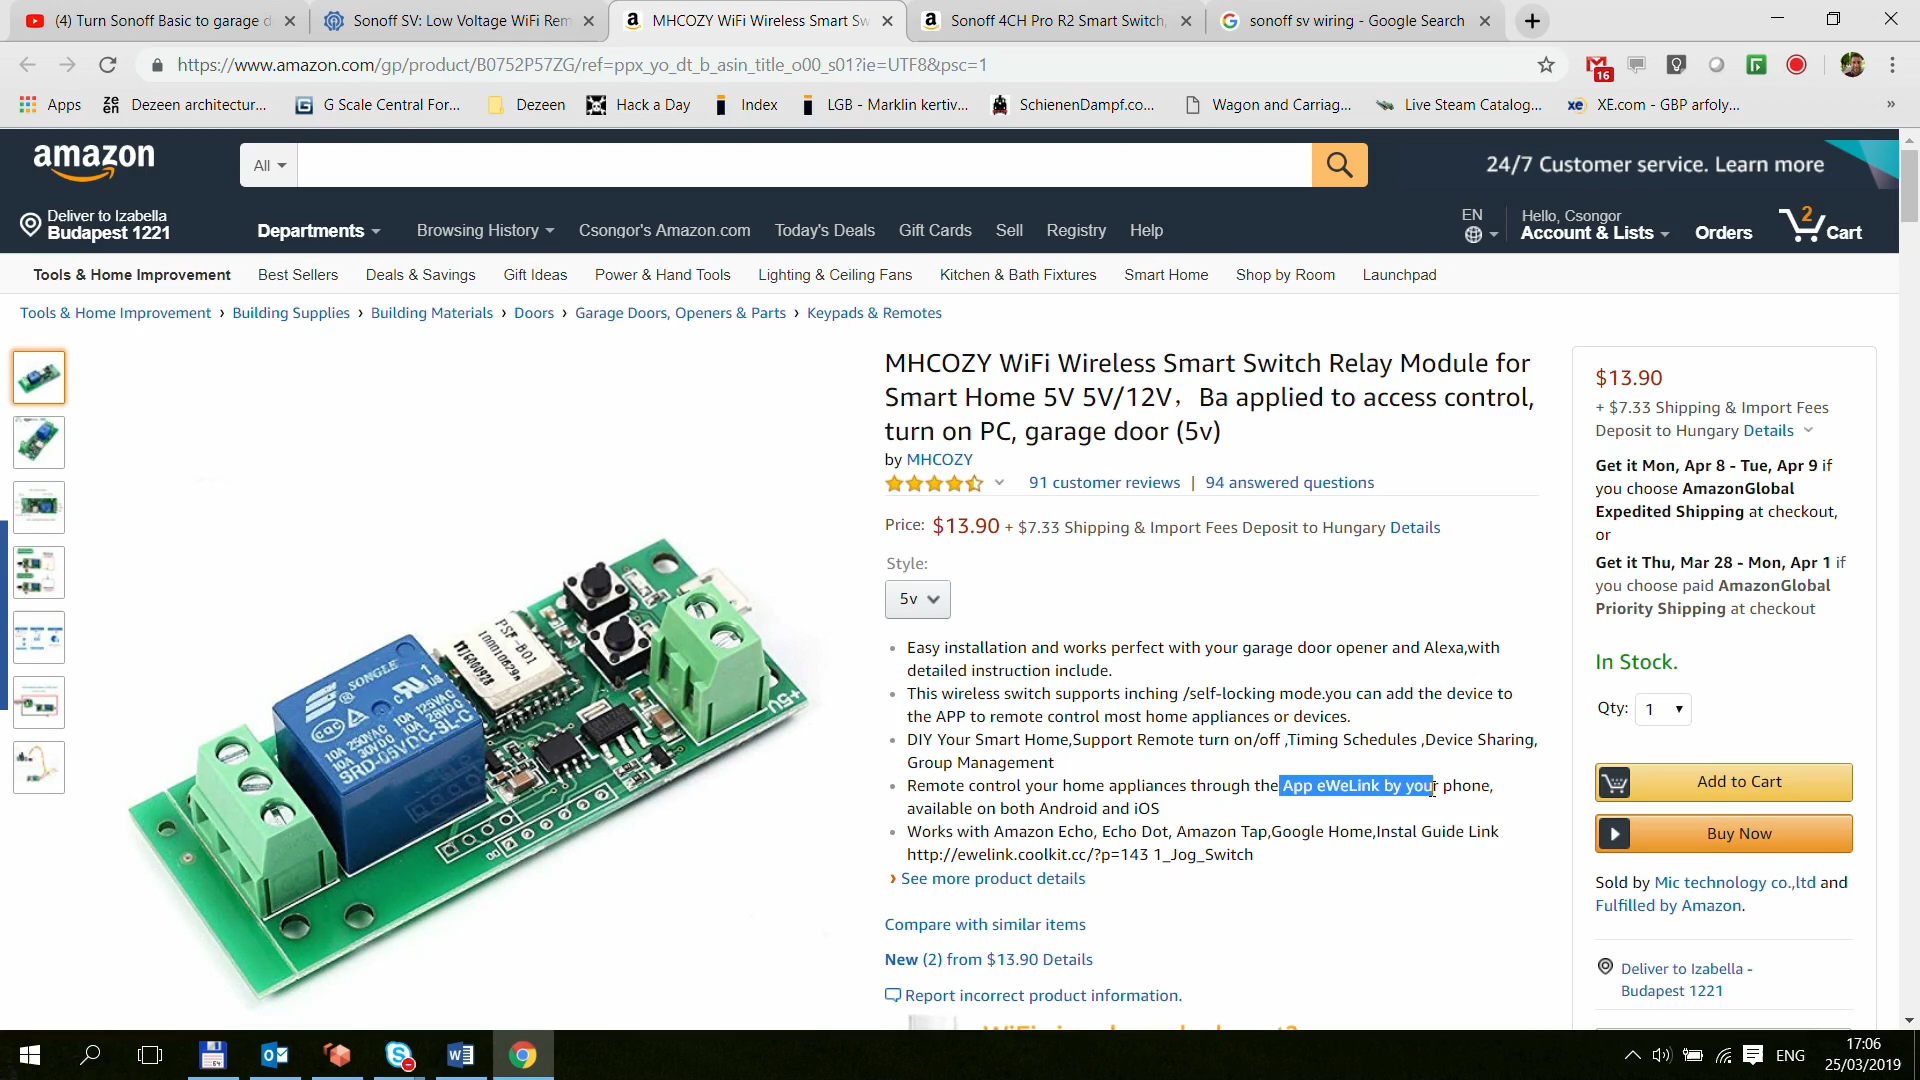 (4) Turn Sonoff Basic to garage d
Sonoff SV: Low Voltage WiFi Rem
MHCOZY WiFi Wireless Smart Sw
Sonoff 4CH Pro R2 Smart Switch,
sonoff sv wiring - Google Search
https://www.amazon.com/gp/product/B0752P57ZG/ref=ppx_yo_dt_b_asin_title_o00_s01?ie=UTF8&psc=1
16
Apps
Dezeen architectur...
G Scale Central For...
Dezeen
Hack a Day
Index
LGB - Marklin kertiv...
SchienenDampf.co...
Wagon and Carriag...
Live Steam Catalog...
XE.com - GBP arfoly...
»
amazon
All
24/7 Customer service. Learn more
Deliver to Izabella
Budapest 1221
Departments
Browsing History
Csongor's Amazon.com
Today's Deals
Gift Cards
Sell
Registry
Help
EN
Hello, Csongor
Account & Lists
Orders
2
Cart
Tools & Home Improvement
Best Sellers
Deals & Savings
Gift Ideas
Power & Hand Tools
Lighting & Ceiling Fans
Kitchen & Bath Fixtures
Smart Home
Shop by Room
Launchpad
Tools & Home Improvement › Building Supplies › Building Materials › Doors › Garage Doors, Openers & Parts › Keypads & Remotes
MHCOZY WiFi Wireless Smart Switch Relay Module for
Smart Home 5V 5V/12V，Ba applied to access control,
turn on PC, garage door (5v)
by MHCOZY
91 customer reviews | 94 answered questions
Price: $13.90 + $7.33 Shipping & Import Fees Deposit to Hungary Details
Style:
5v
Easy installation and works perfect with your garage door opener and Alexa,with
detailed instruction include.
This wireless switch supports inching /self-locking mode.you can add the device to
the APP to remote control most home appliances or devices.
DIY Your Smart Home,Support Remote turn on/off ,Timing Schedules ,Device Sharing,
Group Management
Remote control your home appliances through the App eWeLink by your phone,
available on both Android and iOS
Works with Amazon Echo, Echo Dot, Amazon Tap,Google Home,Instal Guide Link
http://ewelink.coolkit.cc/?p=143 1_Jog_Switch
› See more product details
Compare with similar items
New (2) from $13.90 Details
Report incorrect product information.
$13.90
+ $7.33 Shipping & Import Fees
Deposit to Hungary Details
Get it Mon, Apr 8 - Tue, Apr 9 if
you choose AmazonGlobal
Expedited Shipping at checkout,
or
Get it Thu, Mar 28 - Mon, Apr 1 if
you choose paid AmazonGlobal
Priority Shipping at checkout
In Stock.
Qty: 1
Add to Cart
Buy Now
Sold by Mic technology co.,ltd and
Fulfilled by Amazon.
Deliver to Izabella -
Budapest 1221
SONGLE
10A 250VAC 10A 125VAC
10A 30VDC 10A 28VDC
SRD-05VDC-SL-C
PSF-B01
5V+
ENG
17:06
25/03/2019